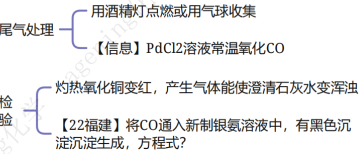 用酒精灯点燃或用气球收集
尾气处理
【信息】PdCl2溶液常温氧化CO
灼热氧化铜变红，产生气体能使澄清石灰水变浑浊
检
验
【22福建】将CO通入新制银氨溶液中，有黑色沉
淀沉淀生成，方程式？